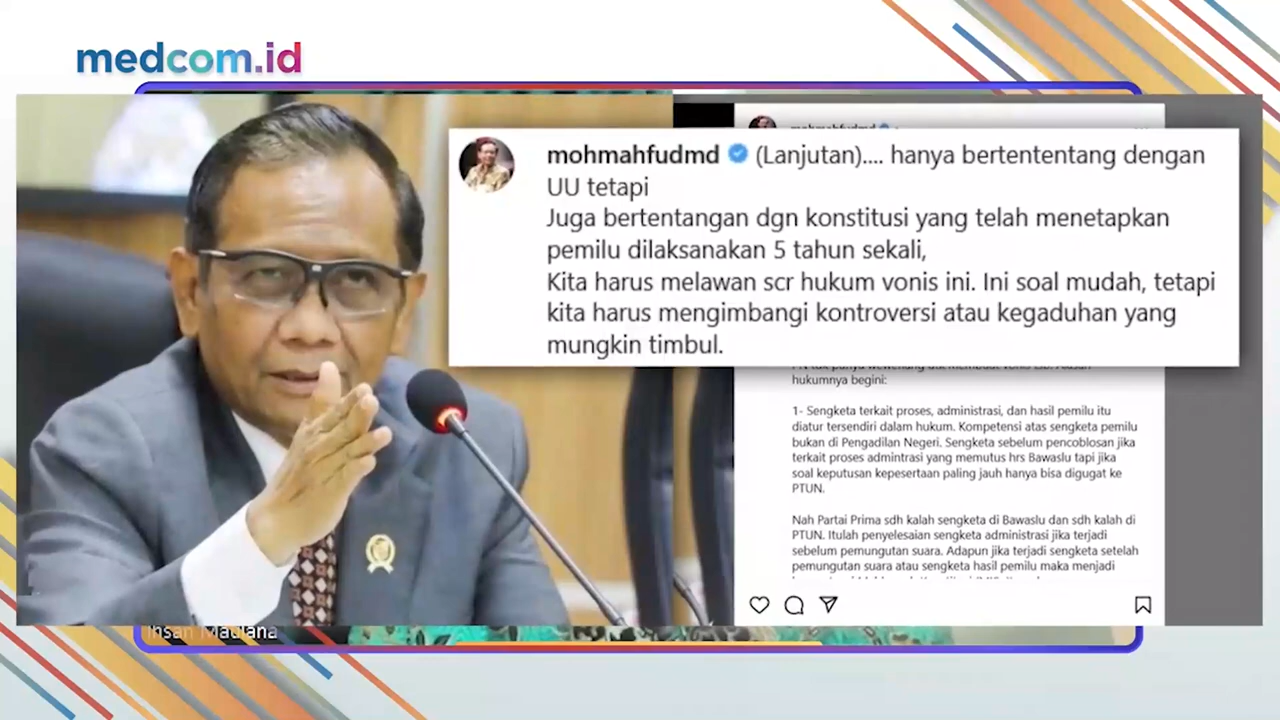 medcom.id
mohmahfudmd (Lanjutan).... hanya bertententang dengan
UU tetapi
Juga bertentangan dgn konstitusi yang telah menetapkan
pemilu dilaksanakan 5 tahun sekali,
Kita harus melawan scr hukum vonis ini. Ini soal mudah, tetapi
kita harus mengimbangi kontroversi atau kegaduhan yang
mungkin timbul.
hukumnya begini:
1- Sengketa terkait proses, administrasi, dan hasil pemilu itu
diatur tersendiri dalam hukum. Kompetensi atas sengketa pemilu
bukan di Pengadilan Negeri. Sengketa sebelum pencoblosan jika
terkait proses admintrasi yang memutus hrs Bawaslu tapi jika
soal keputusan kepesertaan paling jauh hanya bisa digugat ke
PTUN.
Nah Partai Prima sdh kalah sengketa di Bawaslu dan sdh kalah di
PTUN. Itulah penyelesaian sengketa administrasi jika terjadi
sebelum pemungutan suara. Adapun jika terjadi sengketa setelah
pemungutan suara atau sengketa hasil pemilu maka menjadi
Ihsan Maulana